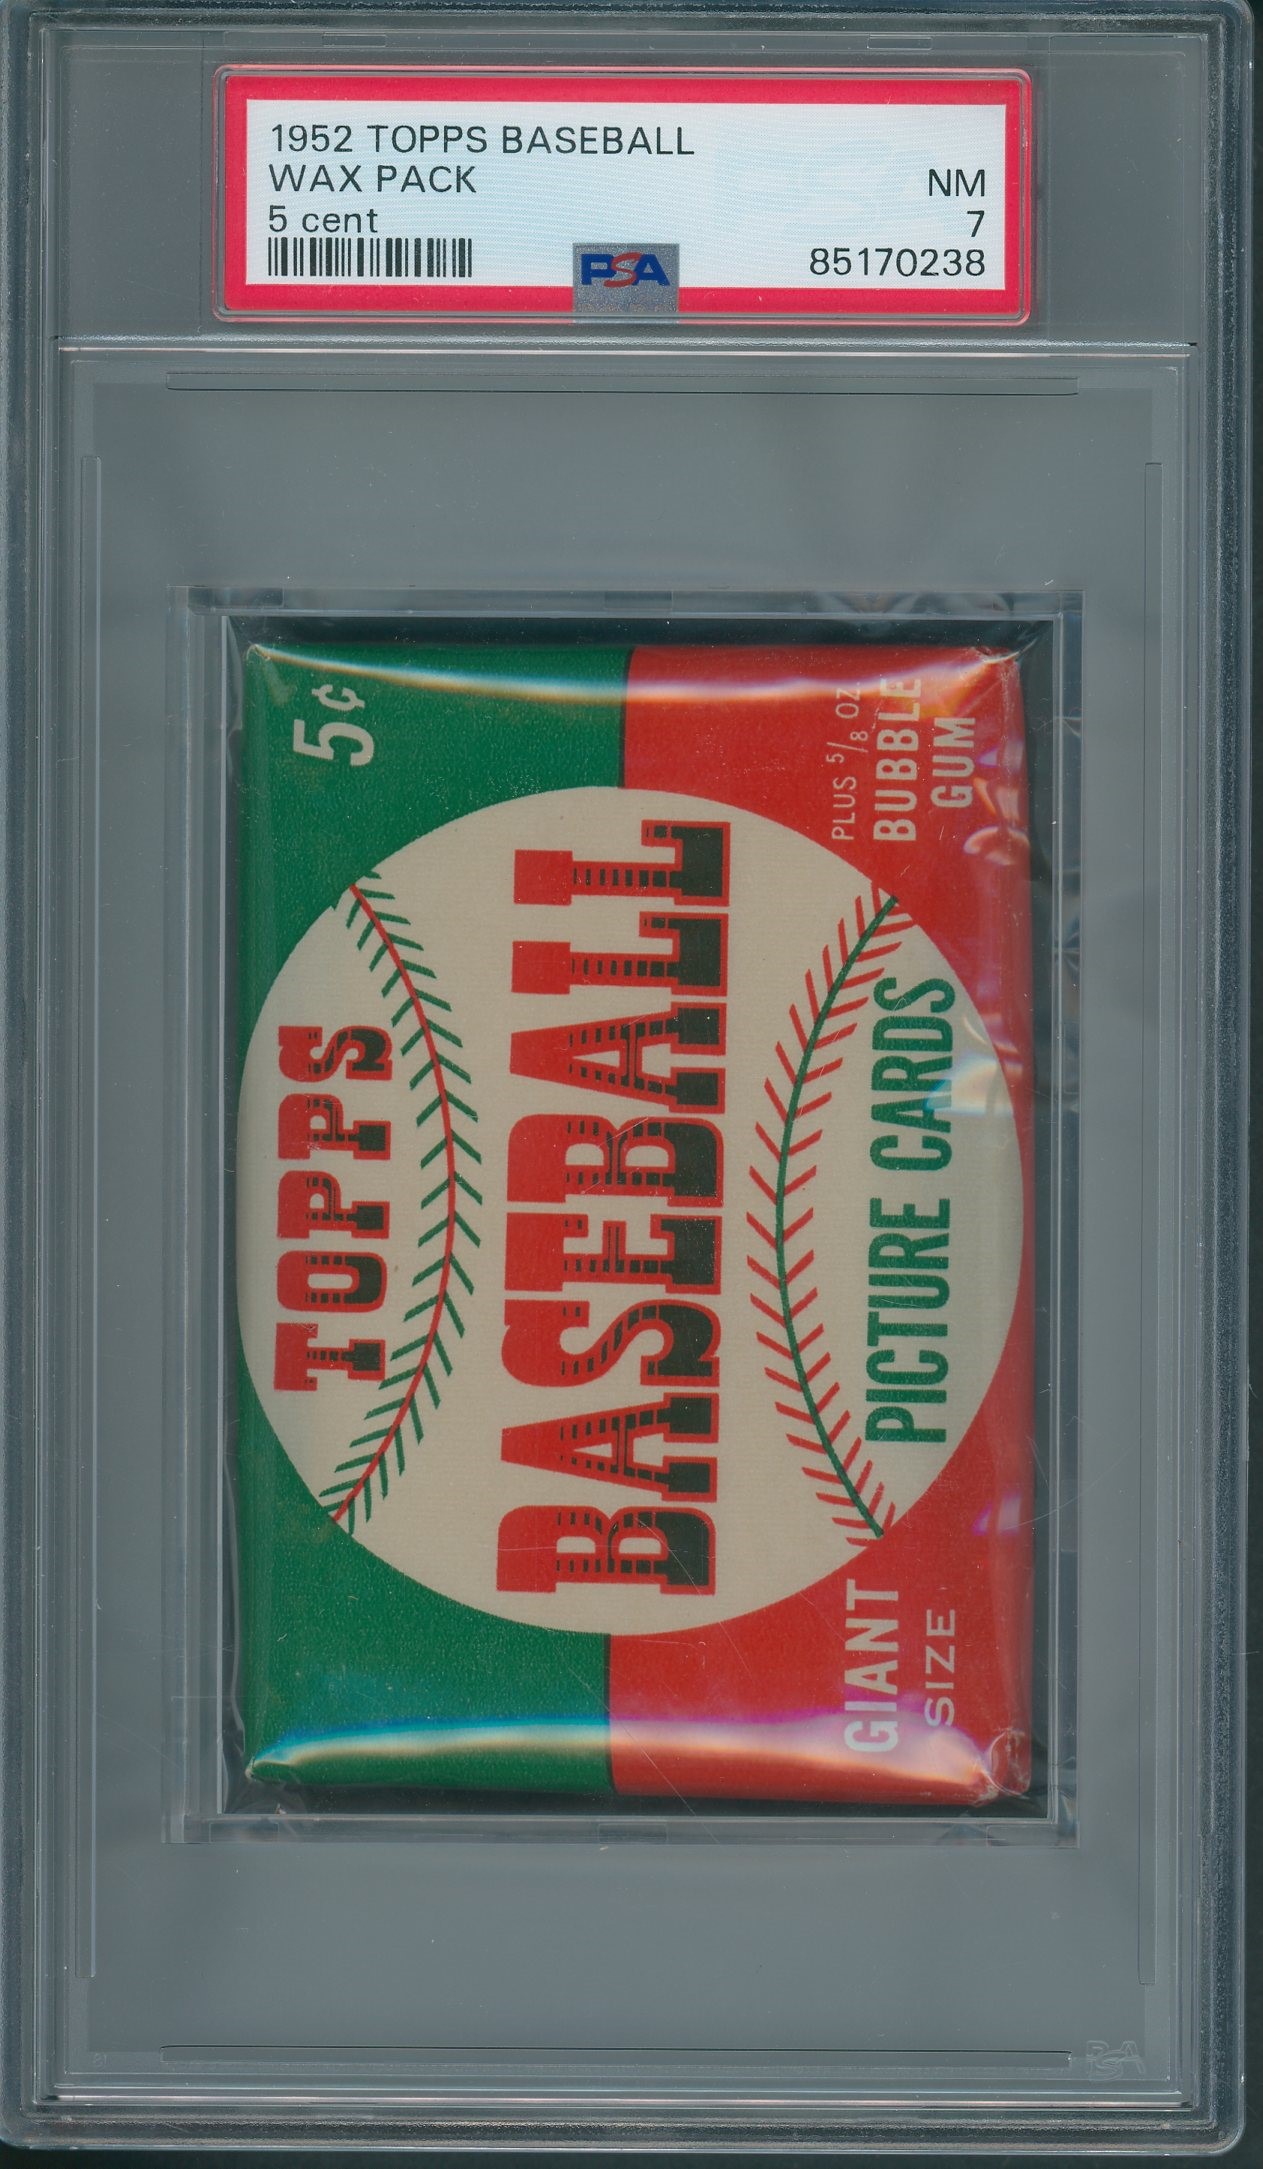 1952 TOPPS BASEBALL
WAX PACK
NM
5 cent
7
PSA
85170238
5¢
TOPPS
BASEBALL
PICTURE CARDS
PLUS 5/8 OZ.
BUBBLE
GUM
GIANT
SIZE
PSA